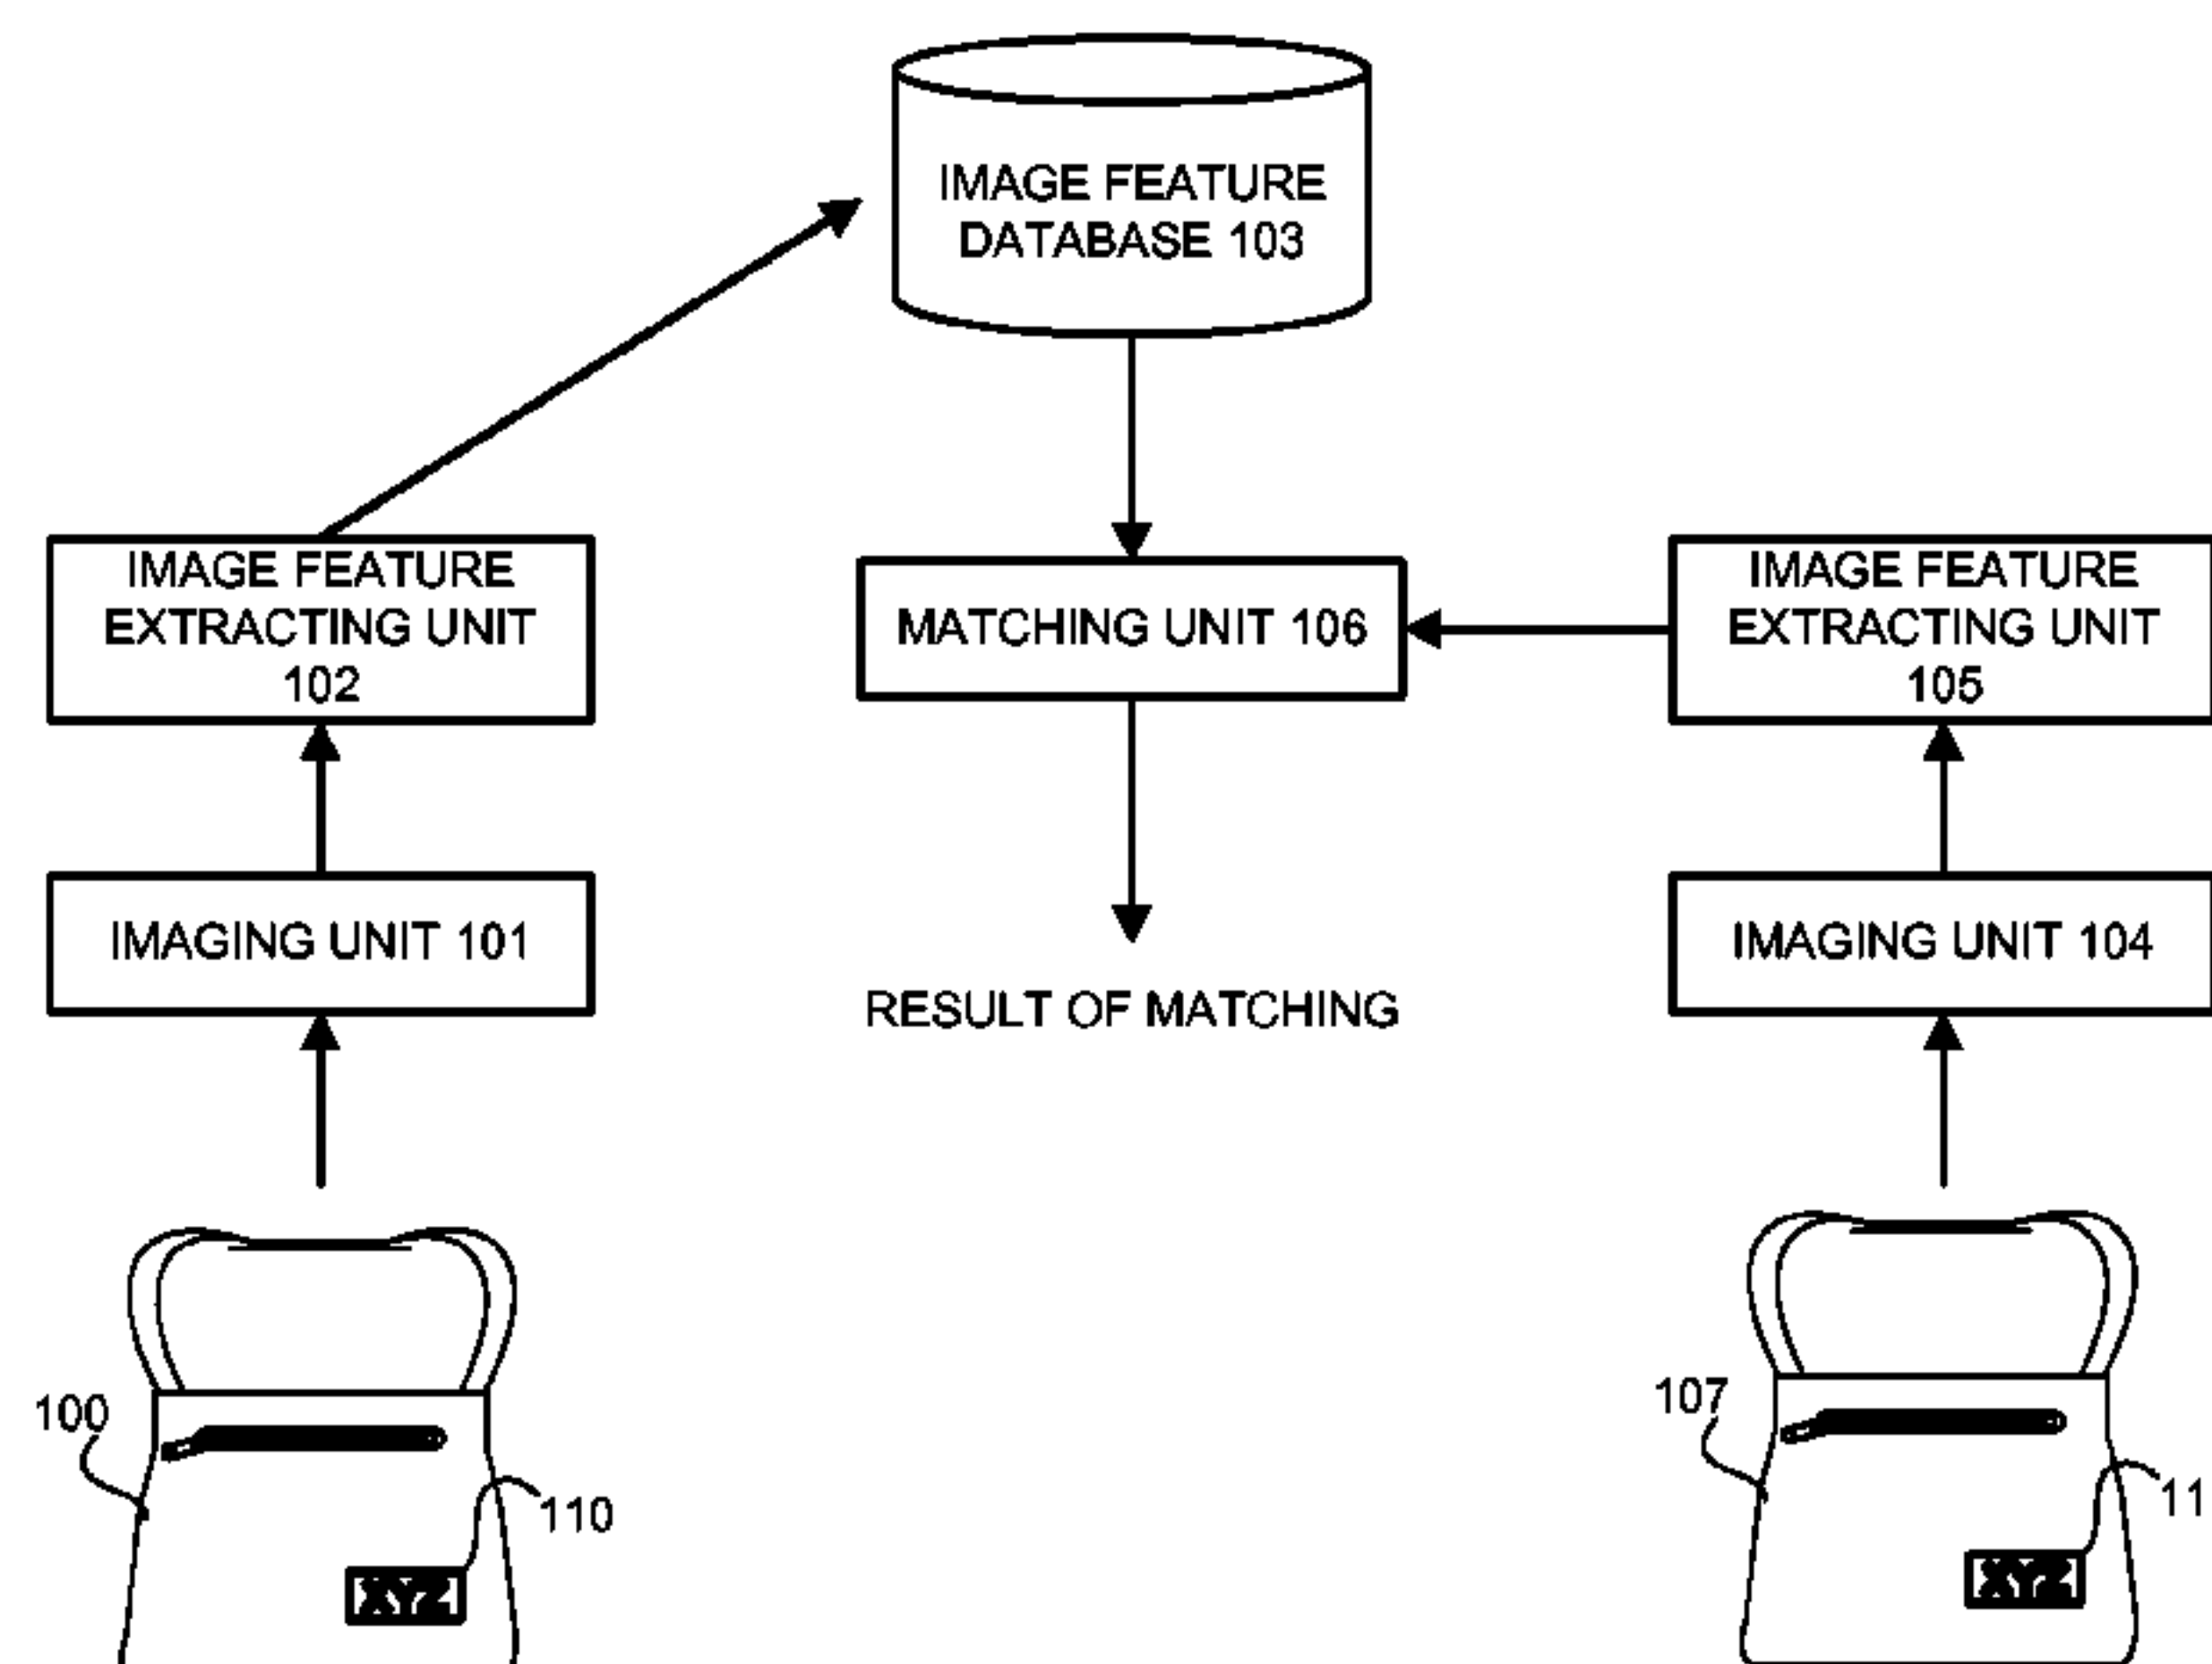 IMAGE FEATURE
DATABASE 103
IMAGE FEATURE
EXTRACTING UNIT
102
MATCHING UNIT 106
IMAGE FEATURE
EXTRACTING UNIT
105
IMAGING UNIT 101
IMAGING UNIT 104
RESULT OF MATCHING
100
110
XYZ
107
11
XYZ